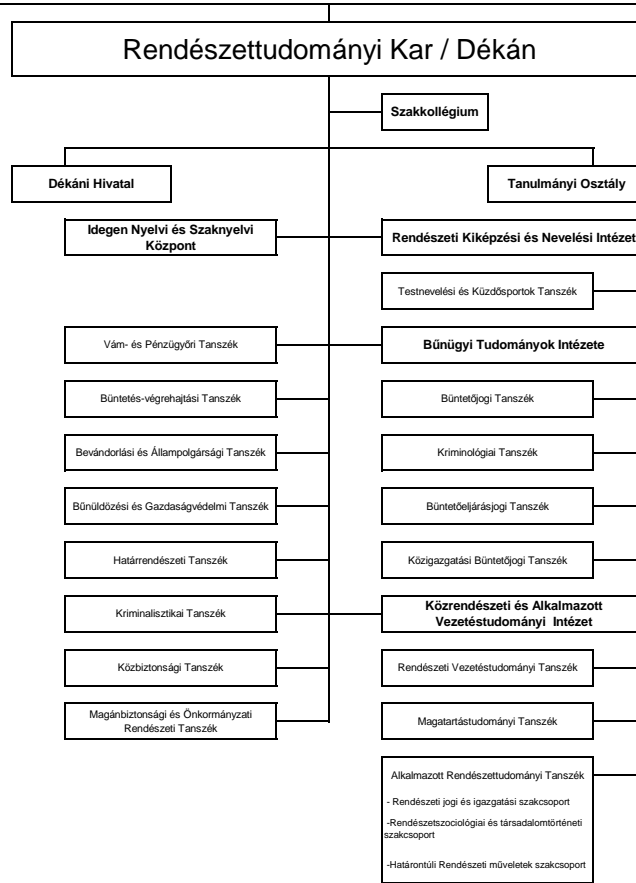 Rendészettudományi Kar / Dékán
Szakkollégium
Dékáni Hivatal
Tanulmányi Osztály
Idegen Nyelvi és Szaknyelvi
Központ
Rendészeti Kiképzési és Nevelési Intézet
Testnevelési és Küzdősportok Tanszék
Vám- és Pénzügyőri Tanszék
Bűnügyi Tudományok Intézete
Büntetés-végrehajtási Tanszék
Büntetőjogi Tanszék
Bevándorlási és Állampolgársági Tanszék
Kriminológiai Tanszék
Bűnüldözési és Gazdaságvédelmi Tanszék
Büntetőeljárásjogi Tanszék
Határrendészeti Tanszék
Közigazgatási Büntetőjogi Tanszék
Kriminalisztikai Tanszék
Közrendészeti és Alkalmazott
Vezetéstudományi Intézet
Közbiztonsági Tanszék
Rendészeti Vezetéstudományi Tanszék
Magánbiztonsági és Önkormányzati
Rendészeti Tanszék
Magatartástudományi Tanszék
Alkalmazott Rendészettudományi Tanszék
- Rendészeti jogi és igazgatási szakcsoport
-Rendészetszociológiai és társadalomtörténeti
szakcsoport
-Határontúli Rendészeti műveletek szakcsoport